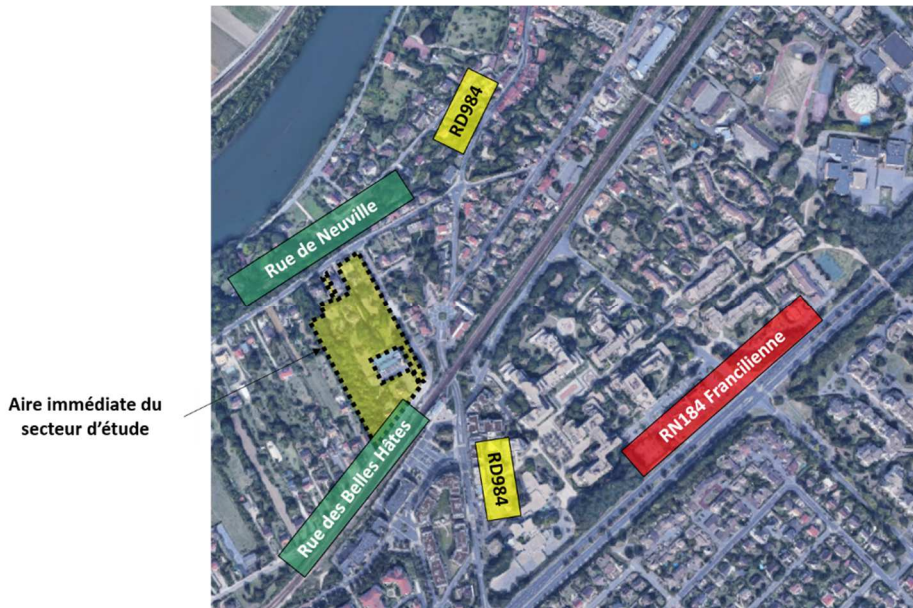 RD984
Rue de Neuville
Aire immédiate du
secteur d'étude
RN184 Francilienne
Rue des Belles Hâtes
RD984